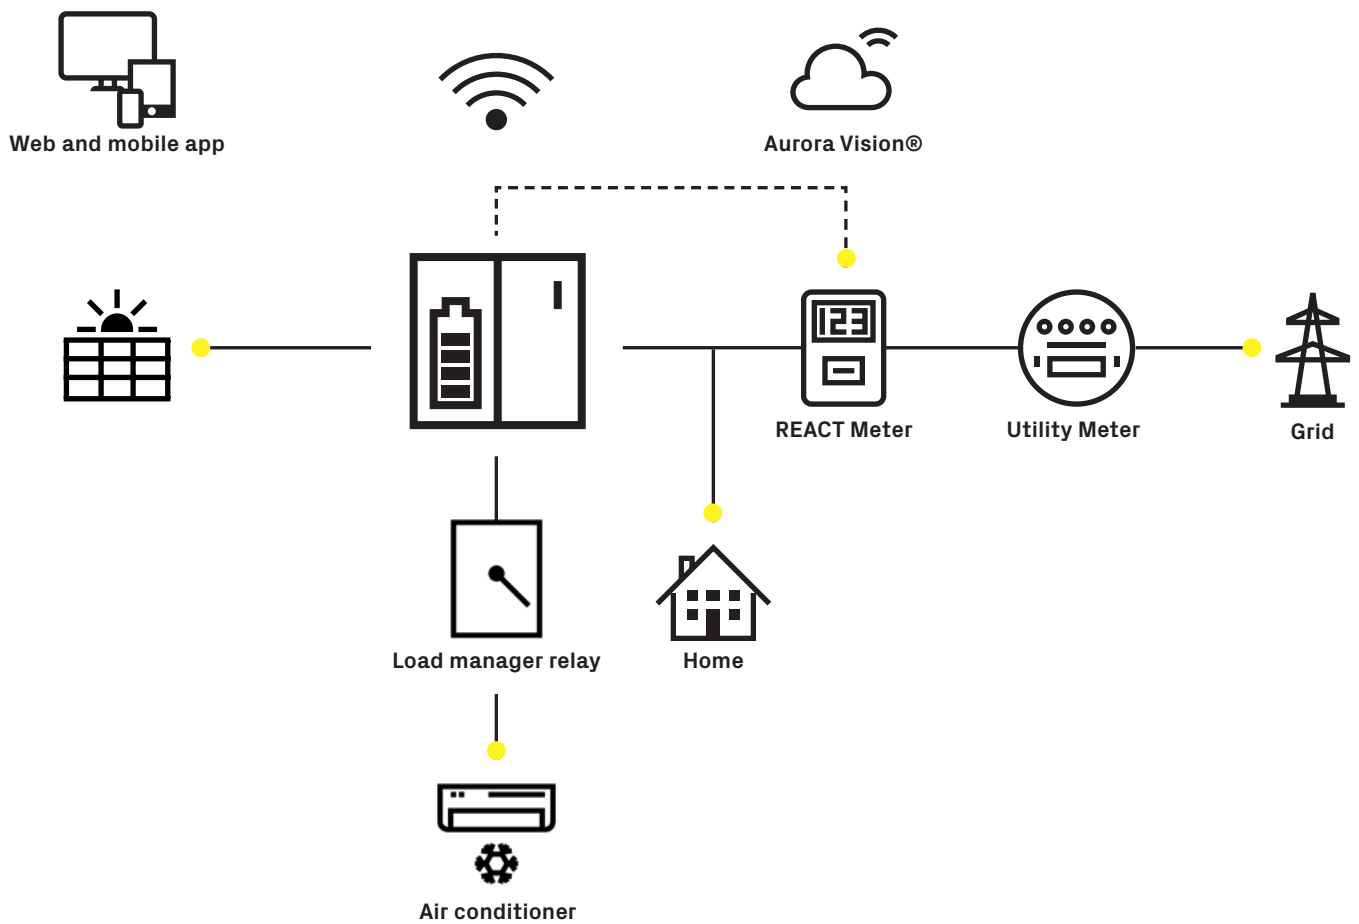 Web and mobile app
Aurora Vision®
123
REACT Meter
Utility Meter
Grid
Load manager relay
Home
Air conditioner